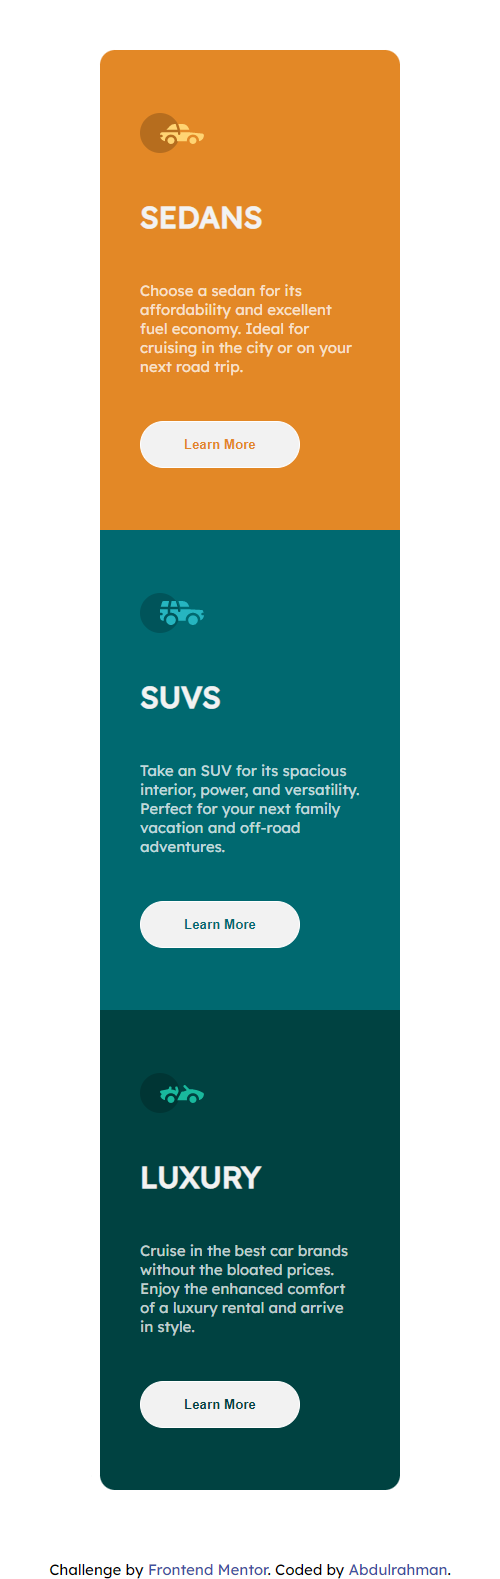 SEDANS
Choose a sedan for its
affordability and excellent
fuel economy. Ideal for
cruising in the city or on your
next road trip.
Learn More
SUVS
Take an SUV for its spacious
interior, power, and versatility.
Perfect for your next family
vacation and off-road
adventures.
Learn More
LUXURY
Cruise in the best car brands
without the bloated prices.
Enjoy the enhanced comfort
of a luxury rental and arrive
in style.
Learn More
Challenge by Frontend Mentor. Coded by Abdulrahman.